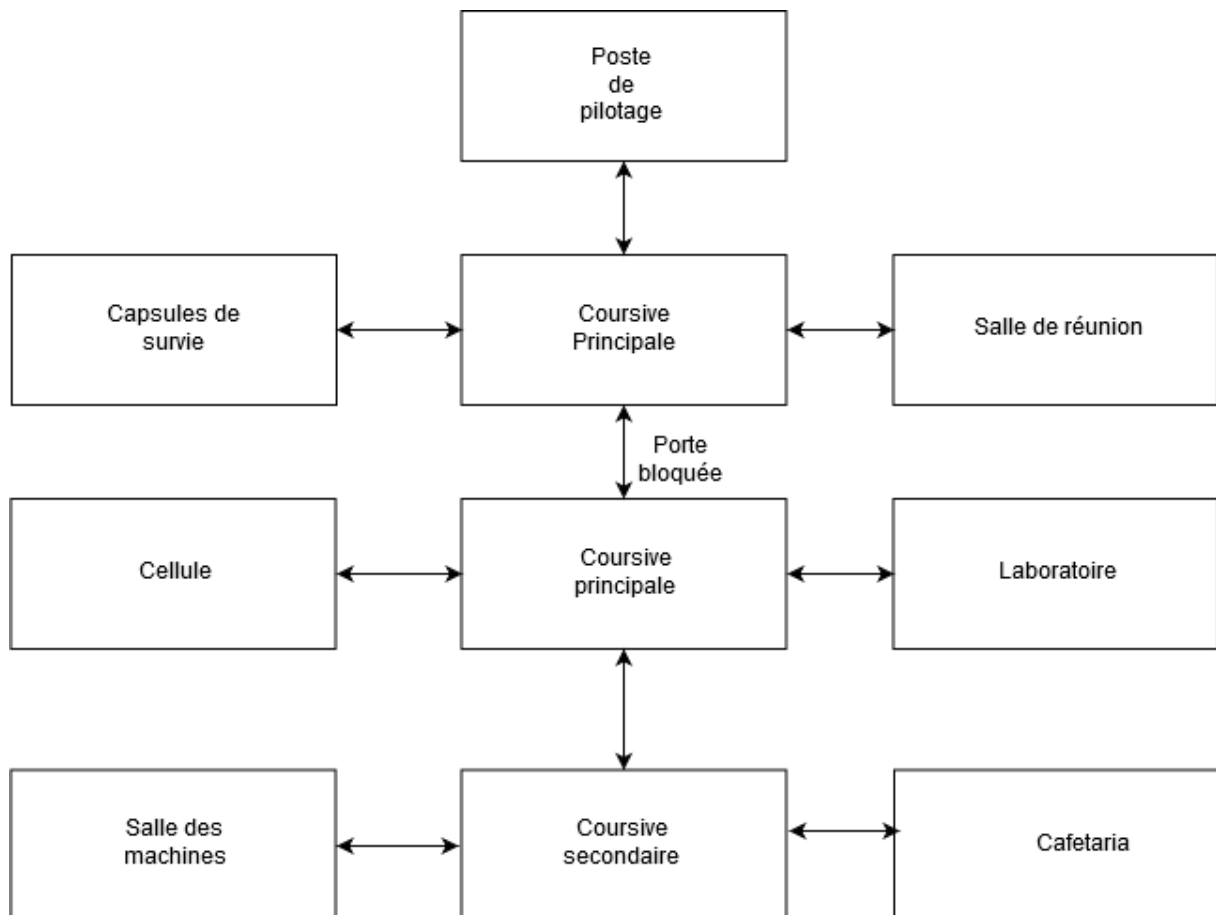 Poste
de
pilotage
Capsules de
survie
Coursive
Principale
Salle de réunion
Porte
bloquée
Cellule
Coursive
principale
Laboratoire
Salle des
machines
Coursive
secondaire
Cafetaria